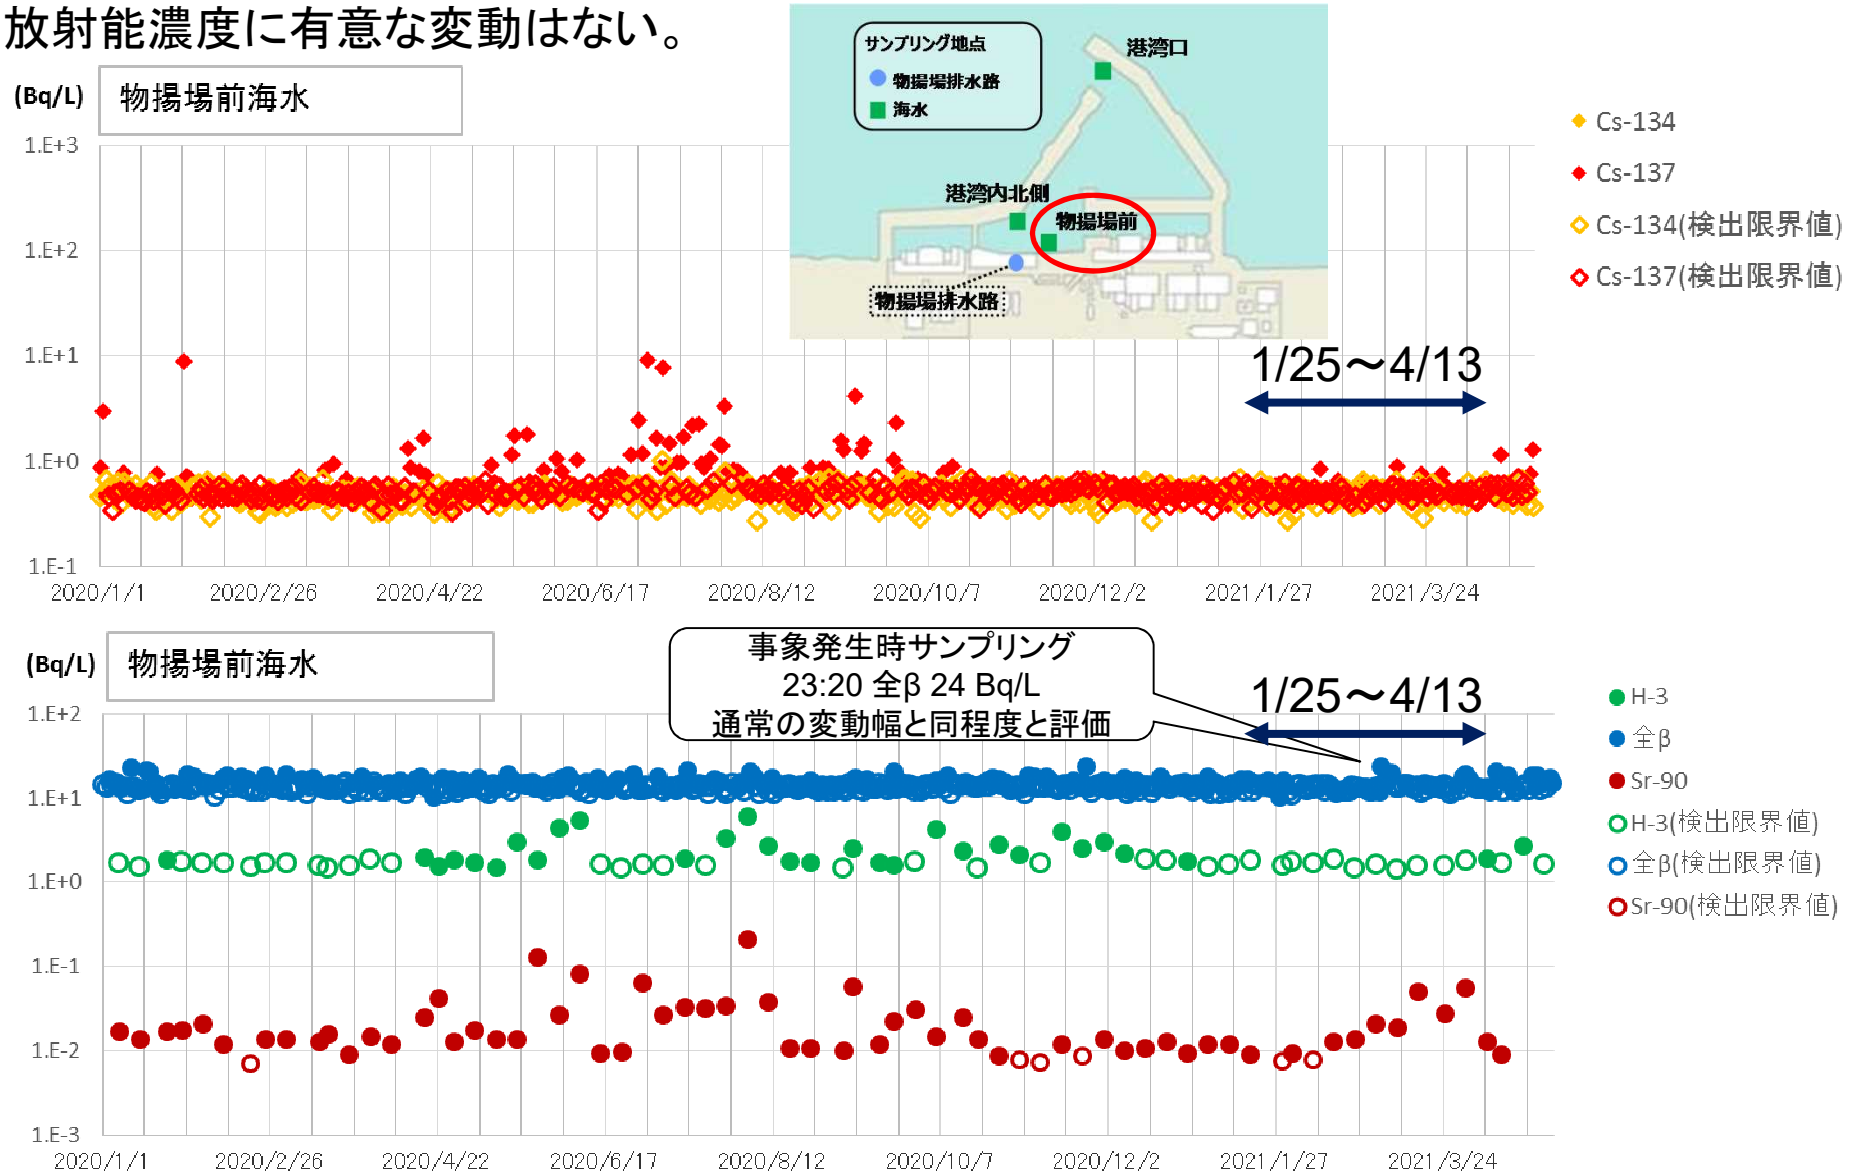 放射能濃度に有意な変動はない。
サンプリング地点
物揚場排水路
海水
港湾口
港湾内北側
物揚場前
物揚場排水路
(Bq/L)
物揚場前海水
1.E+3
1.E+2
1.E+1
1.E+0
1.E-1
2020/1/1
2020/2/26
2020/4/22
2020/6/17
2020/8/12
2020/10/7
2020/12/2
2021/1/27
2021/3/24
1/25～4/13
Cs-134
Cs-137
Cs-134(検出限界値)
Cs-137(検出限界値)
(Bq/L)
物揚場前海水
事象発生時サンプリング
23:20 全β 24 Bq/L
通常の変動幅と同程度と評価
1/25～4/13
1.E+2
1.E+1
1.E+0
1.E-1
1.E-2
1.E-3
2020/1/1
2020/2/26
2020/4/22
2020/6/17
2020/8/12
2020/10/7
2020/12/2
2021/1/27
2021/3/24
H-3
全β
Sr-90
H-3(検出限界値)
全β(検出限界値)
Sr-90(検出限界値)